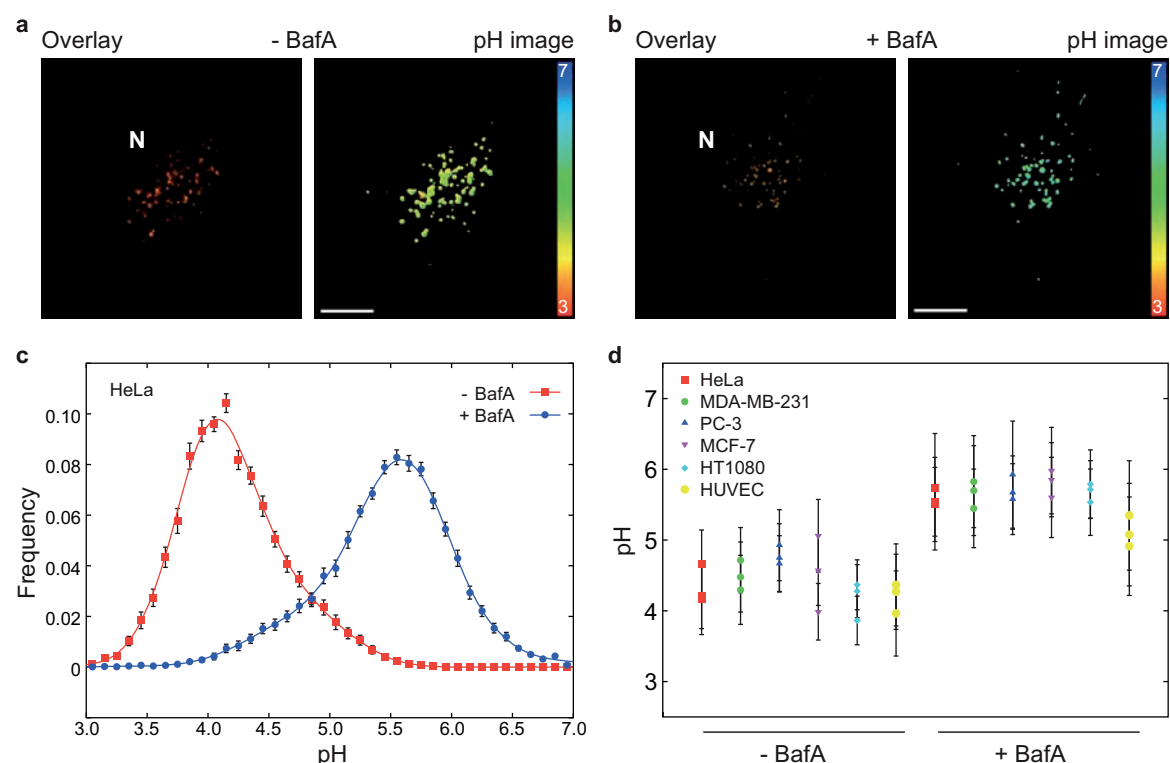 a
Overlay - BafA pH image
N
7
3
b
Overlay + BafA pH image
N
7
3
c
HeLa
- BafA
+ BafA
Frequency
0.10
0.08
0.06
0.04
0.02
0
3.0 3.5 4.0 4.5 5.0 5.5 6.0 6.5 7.0
pH
d
HeLa
MDA-MB-231
PC-3
MCF-7
HT1080
HUVEC
pH
7
6
5
4
3
- BafA + BafA